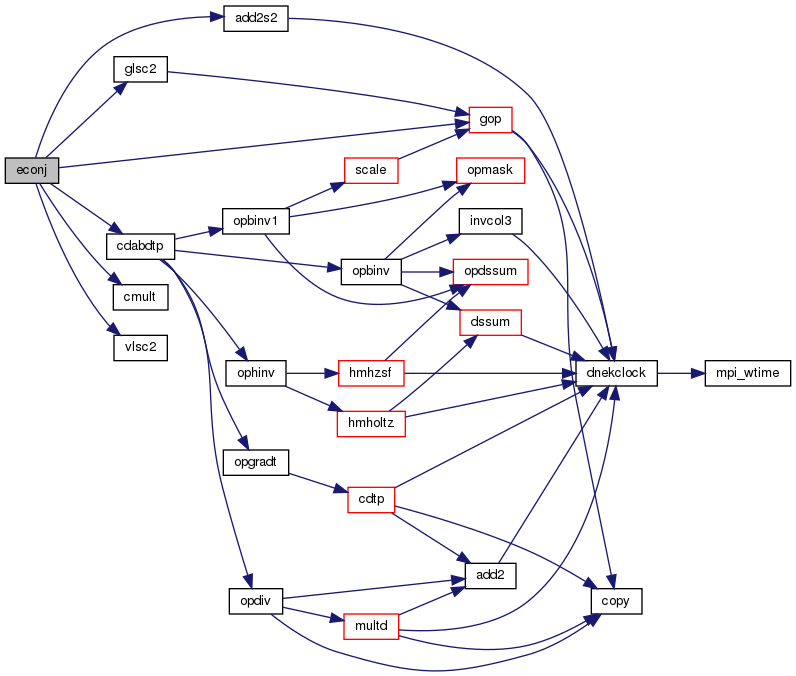 add2s2
glsc2
gop
econj
scale
opmask
opbinv1
invcol3
cdabdtp
opbinv
opdssum
cmult
dssum
vlsc2
ophinv
hmhzsf
dnekclock
mpi_wtime
hmholtz
opgradt
cdtp
add2
opdiv
copy
multd